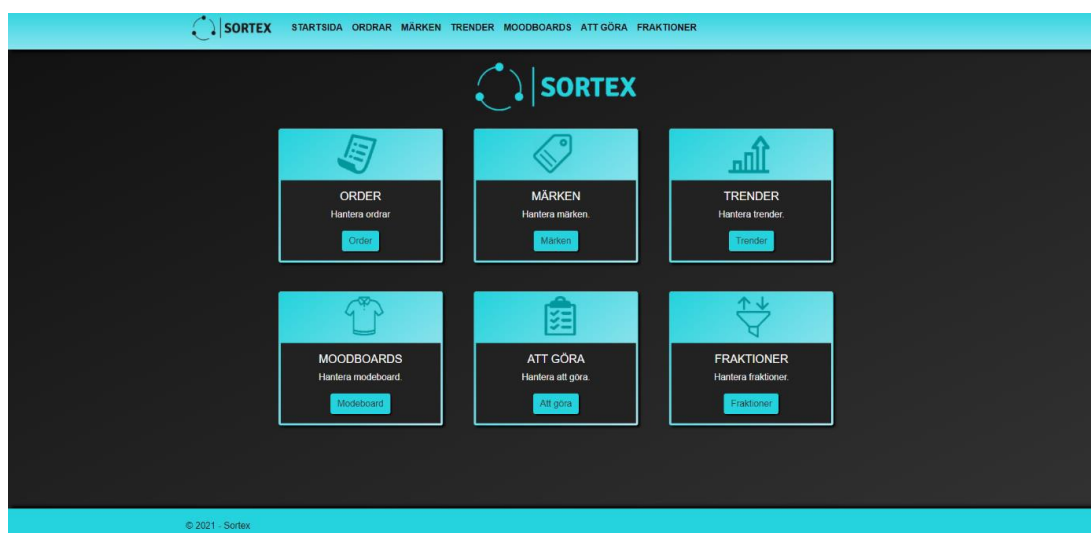 SORTEX STARTSIDA ORDRAR MÄRKEN TRENDER MOODBOARDS ATT GÖRA FRAKTIONER
SORTEX
ORDER
Hantera ordrar
Order
MÄRKEN
Hantera märken.
Märken
TRENDER
Hantera trender.
Trender
MOODBOARDS
Hantera modeboard.
Modeboard
ATT GÖRA
Hantera att göra.
Att göra
FRAKTIONER
Hantera fraktioner.
Fraktioner
© 2021 - Sortex